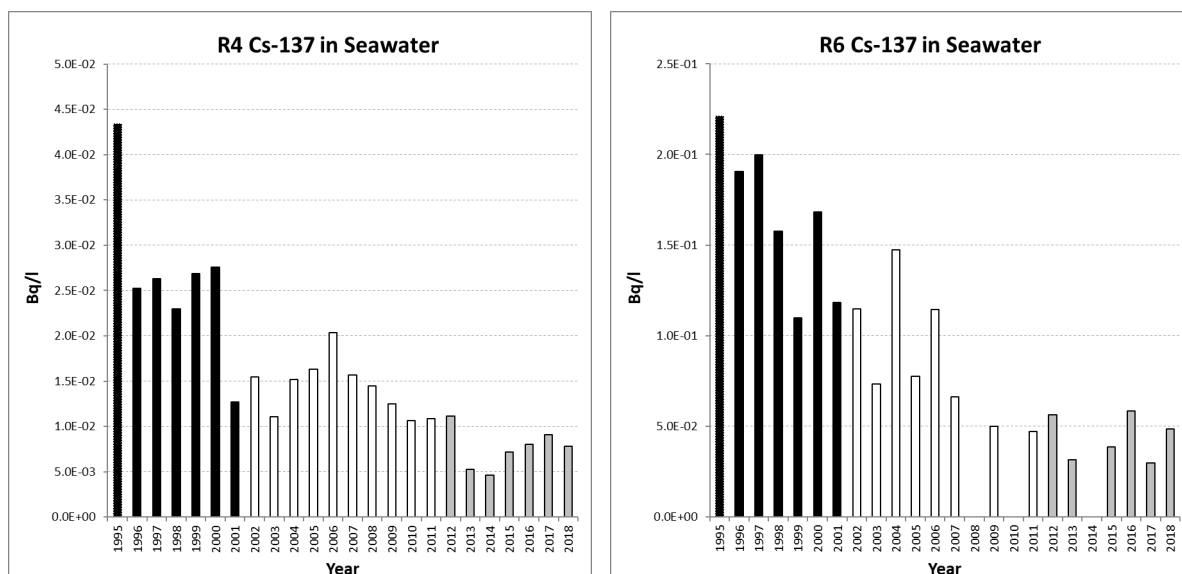 R4 Cs-137 in Seawater
5.0E-02
4.5E-02
4.0E-02
3.5E-02
3.0E-02
2.5E-02
2.0E-02
1.5E-02
1.0E-02
5.0E-03
0.0E+00
Bq/l
1995 1996 1997 1998 1999 2000 2001 2002 2003 2004 2005 2006 2007 2008 2009 2010 2011 2012 2013 2014 2015 2016 2017 2018
Year
R6 Cs-137 in Seawater
2.5E-01
2.0E-01
1.5E-01
1.0E-01
5.0E-02
0.0E+00
Bq/l
1995 1996 1997 1998 1999 2000 2001 2002 2003 2004 2005 2006 2007 2008 2009 2010 2011 2012 2013 2014 2015 2016 2017 2018
Year